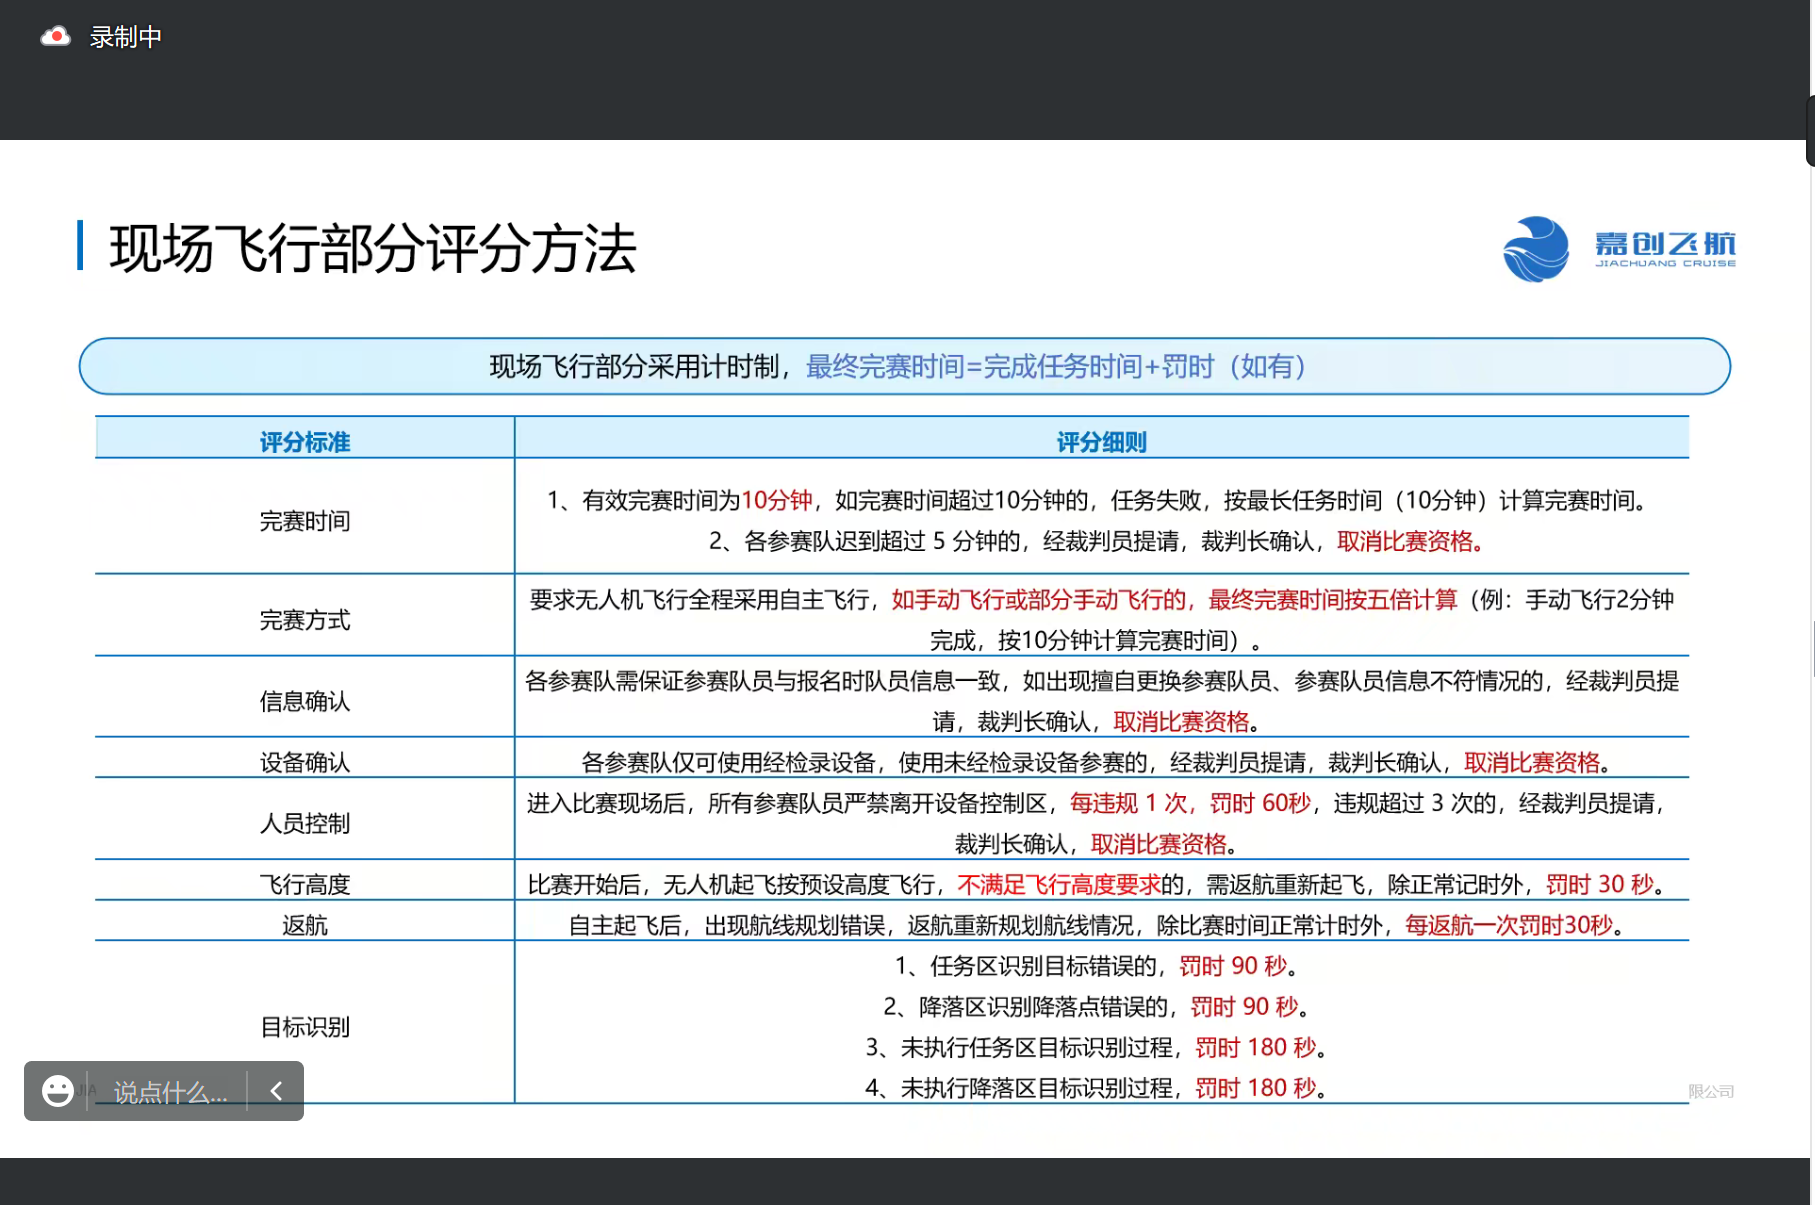 录制中
现场飞行部分评分方法
嘉创飞航
JIACHUANG CRUISE
现场飞行部分采用计时制，最终完赛时间=完成任务时间+罚时（如有）
评分标准
评分细则
完赛时间
1、有效完赛时间为10分钟，如完赛时间超过10分钟的，任务失败，按最长任务时间（10分钟）计算完赛时间。
2、各参赛队迟到超过 5 分钟的，经裁判员提请，裁判长确认，取消比赛资格。
完赛方式
要求无人机飞行全程采用自主飞行，如手动飞行或部分手动飞行的，最终完赛时间按五倍计算（例：手动飞行2分钟
完成，按10分钟计算完赛时间）。
信息确认
各参赛队需保证参赛队员与报名时队员信息一致，如出现擅自更换参赛队员、参赛队员信息不符情况的，经裁判员提
请，裁判长确认，取消比赛资格。
设备确认
各参赛队仅可使用经检录设备，使用未经检录设备参赛的，经裁判员提请，裁判长确认，取消比赛资格。
人员控制
进入比赛现场后，所有参赛队员严禁离开设备控制区，每违规 1 次，罚时 60秒，违规超过 3 次的，经裁判员提请，
裁判长确认，取消比赛资格。
飞行高度
比赛开始后，无人机起飞按预设高度飞行，不满足飞行高度要求的，需返航重新起飞，除正常记时外，罚时 30 秒。
返航
自主起飞后，出现航线规划错误，返航重新规划航线情况，除比赛时间正常计时外，每返航一次罚时30秒。
目标识别
1、任务区识别目标错误的，罚时 90 秒。
2、降落区识别降落点错误的，罚时 90 秒。
3、未执行任务区目标识别过程，罚时 180 秒。
4、未执行降落区目标识别过程，罚时 180 秒。
JIA
说点什么...
限公司